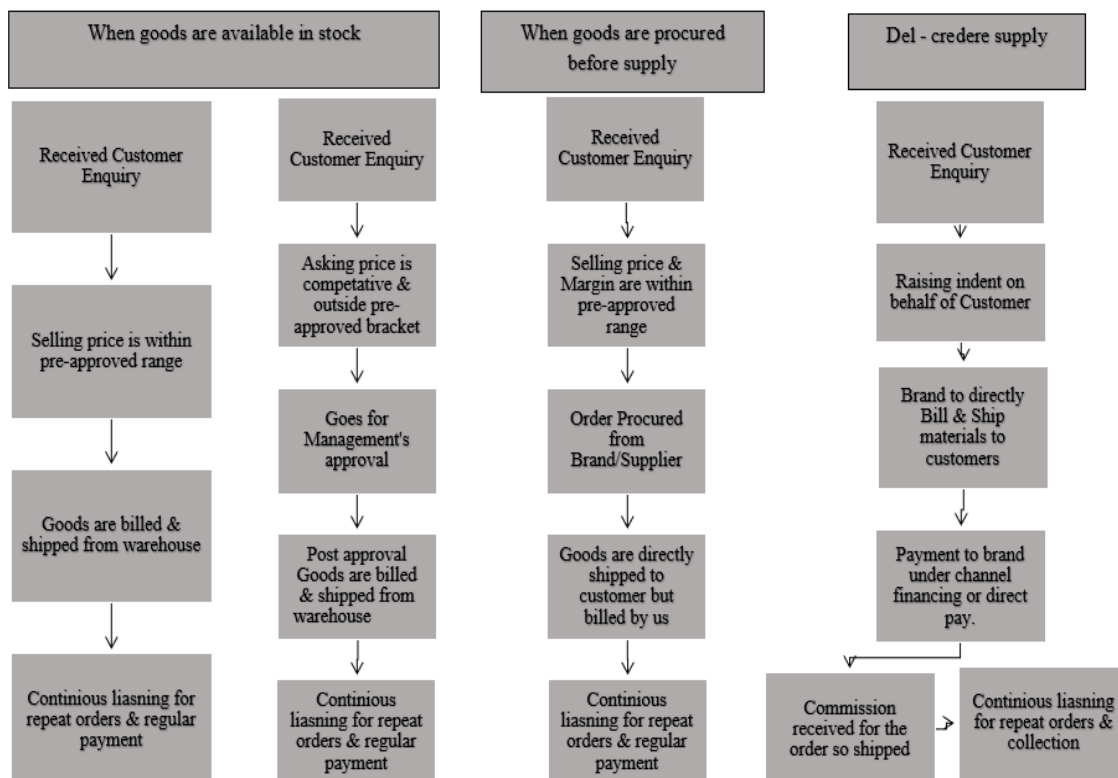 When goods are available in stock
Received Customer
Enquiry
Selling price is within
pre-approved range
Goods are billed &
shipped from warehouse
Continious liasning for
repeat orders & regular
payment
Received
Customer Enquiry
Asking price is
competative &
outside pre-
approved bracket
Goes for
Management's
approval
Post approval
Goods are billed
& shipped from
warehouse
Continious
liasning for repeat
orders & regular
payment
When goods are procured
before supply
Received
Customer Enquiry
Selling price &
Margin are within
pre-approved
range
Order Procured
from
Brand/Supplier
Goods are directly
shipped to
customer but
billed by us
Continious
liasning for repeat
orders & regular
payment
Del - credere supply
Received Customer
Enquiry
Raising indent on
behalf of Customer
Brand to directly
Bill & Ship
materials to
customers
Payment to brand
under channel
financing or direct
pay.
Commission
received for the
order so shipped
Continious liasning
for repeat orders &
collection